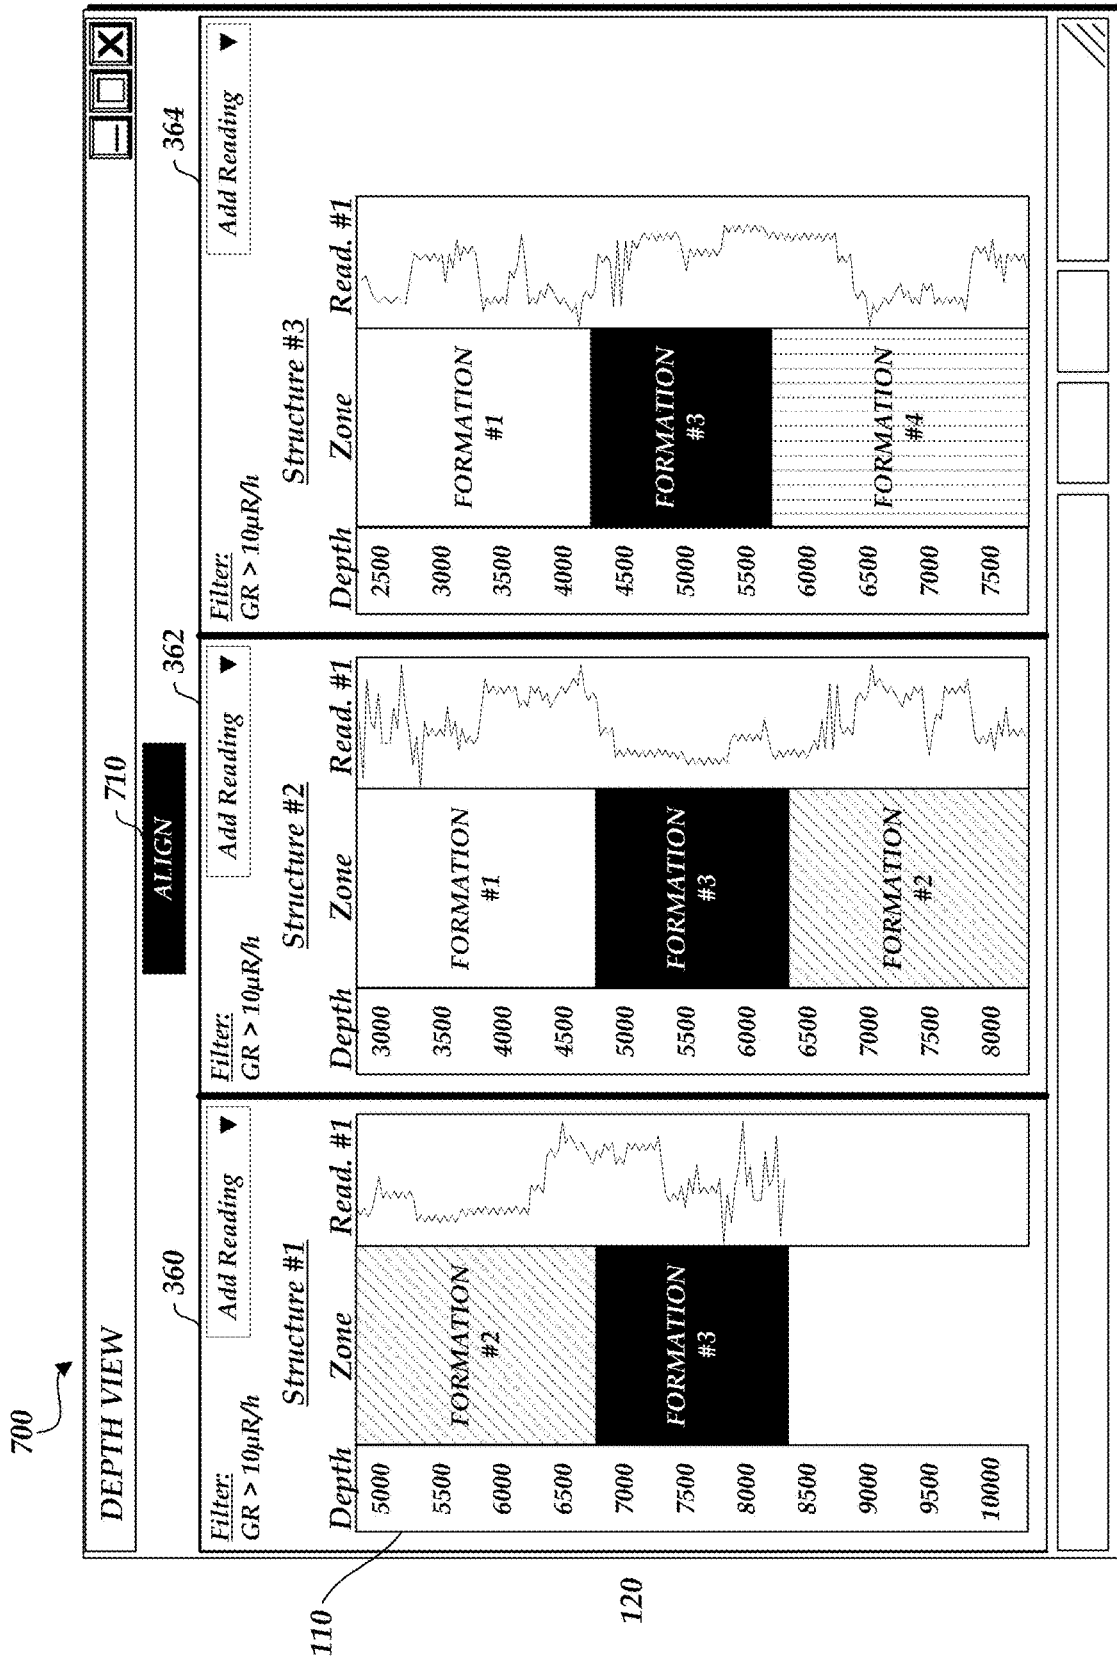 700
DEPTH VIEW
710
ALIGN
360
362
364
Filter:
GR > 10µR/h
Add Reading ▼
Structure #1
Depth
Zone
Read. #1
110
5000
5500
6000
6500
7000
7500
8000
8500
9000
9500
10000
FORMATION
#2
FORMATION
#3
120
Filter:
GR > 10µR/h
Add Reading ▼
Structure #2
Depth
Zone
Read. #1
3000
3500
4000
4500
5000
5500
6000
6500
7000
7500
8000
FORMATION
#1
FORMATION
#3
FORMATION
#2
Filter:
GR > 10µR/h
Add Reading ▼
Structure #3
Depth
Zone
Read. #1
2500
3000
3500
4000
4500
5000
5500
6000
6500
7000
7500
FORMATION
#1
FORMATION
#3
FORMATION
#4